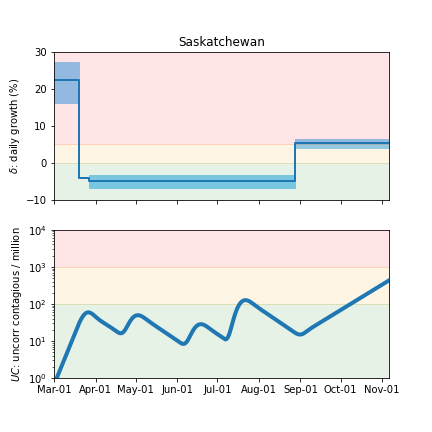 Saskatchewan
δ: daily growth (%)
30
20
10
0
−10
UC: uncorr contagious / million
10⁴
10³
10²
10¹
10⁰
Mar-01 Apr-01 May-01 Jun-01 Jul-01 Aug-01 Sep-01 Oct-01 Nov-01